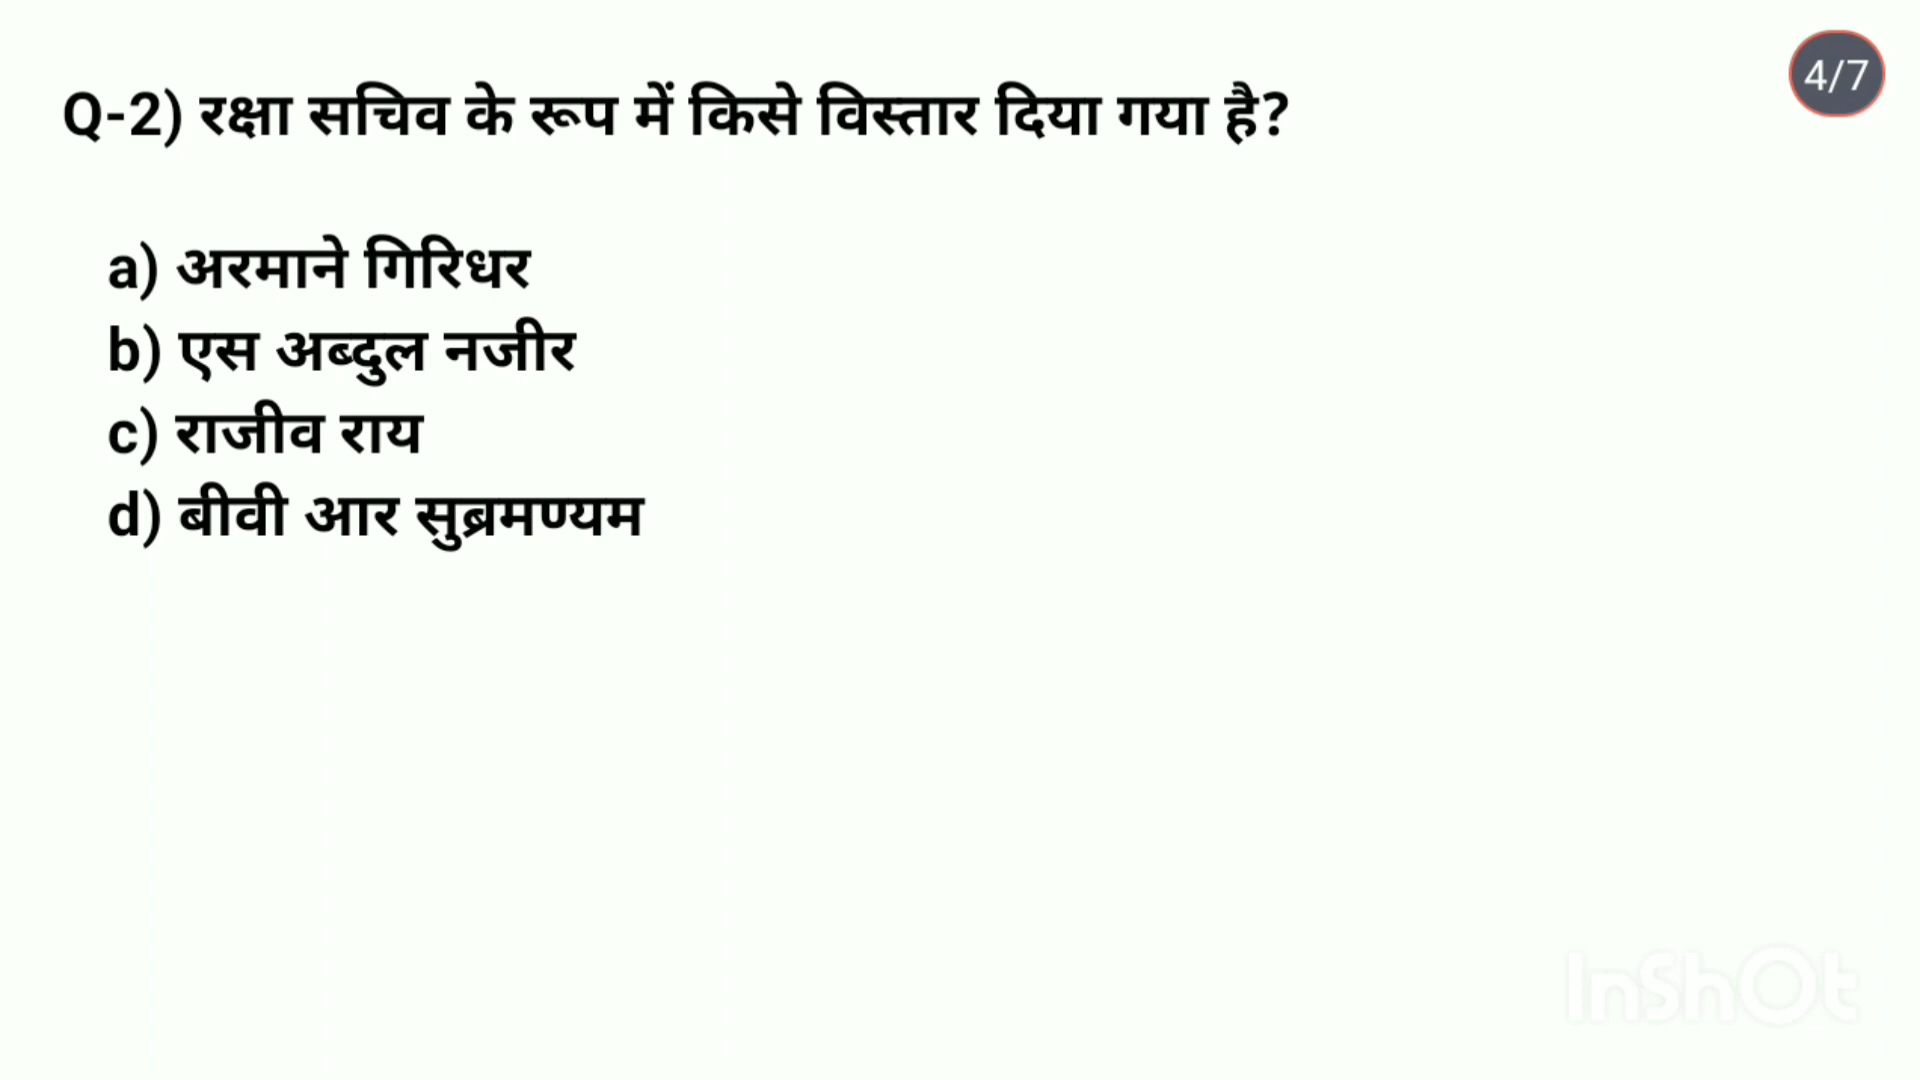 4/7
Q-2) रक्षा सचिव के रूप में किसे विस्तार दिया गया है?
a) अरमाने गिरिधर
b) एस अब्दुल नजीर
c) राजीव राय
d) बीवी आर सुब्रमण्यम
InShOt